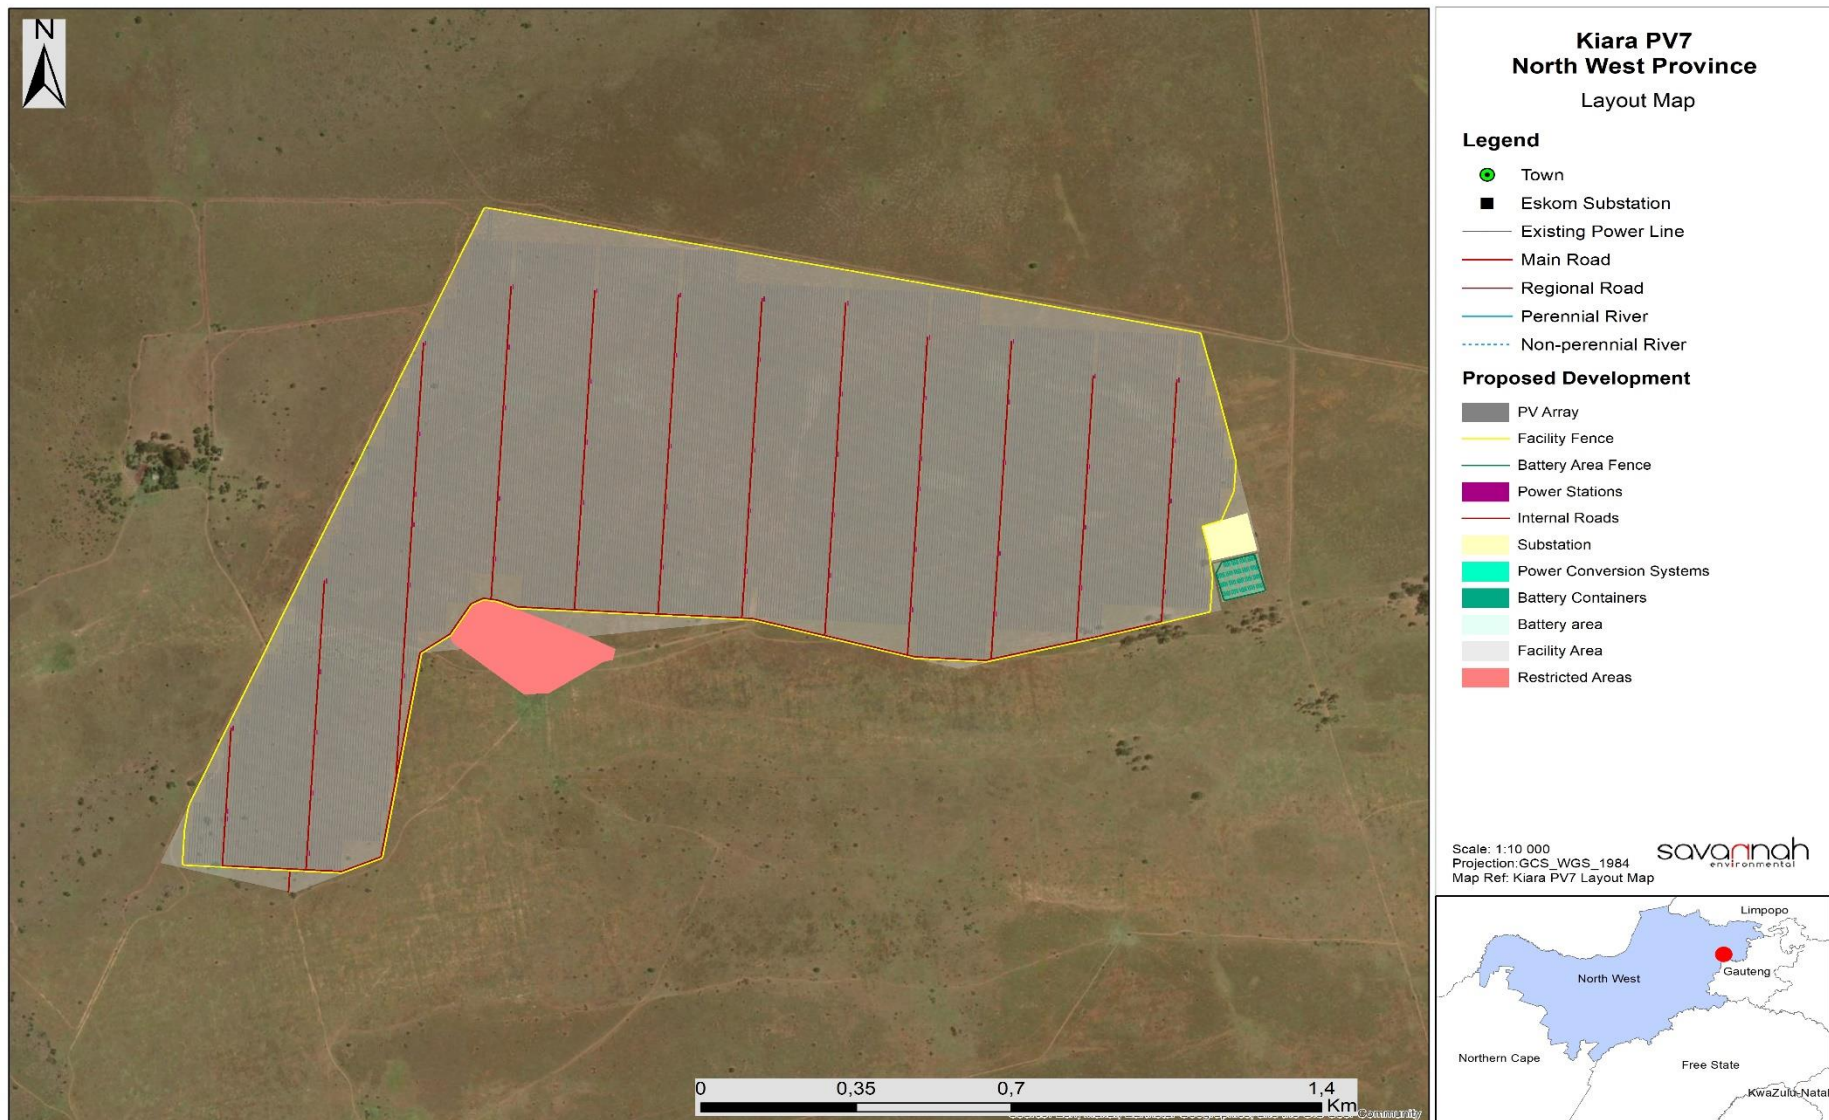 N
Kiara PV7
North West Province
Layout Map
Legend
Town
Eskom Substation
Existing Power Line
Main Road
Regional Road
Perennial River
Non-perennial River
Proposed Development
PV Array
Facility Fence
Battery Area Fence
Power Stations
Internal Roads
Substation
Power Conversion Systems
Battery Containers
Battery area
Facility Area
Restricted Areas
Scale: 1:10 000
Projection:GCS_WGS_1984
Map Ref: Kiara PV7 Layout Map
savannah
environmental
0 0,35 0,7 1,4
Km
Community
Limpopo
North West
Gauteng
Northern Cape
Free State
KwaZulu-Natal